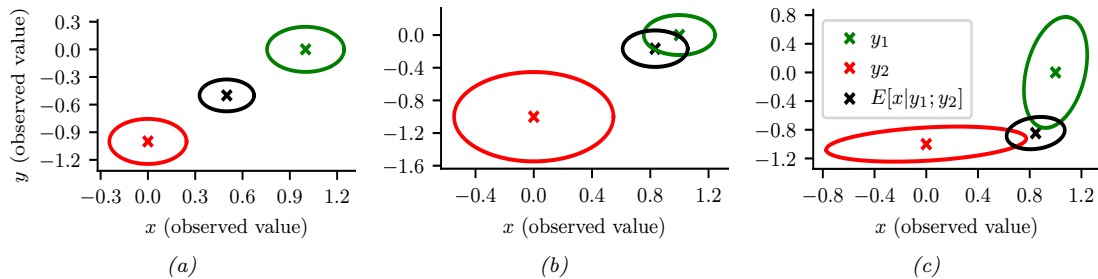 y (observed value)
0.3
0.0
−0.3
−0.6
−0.9
−1.2
−0.3 0.0 0.3 0.6 0.9 1.2
x (observed value)
(a)
0.4
0.0
−0.4
−0.8
−1.2
−1.6
−0.4 0.0 0.4 0.8 1.2
x (observed value)
(b)
0.8
0.4
0.0
−0.4
−0.8
−1.2
−0.8 −0.4 0.0 0.4 0.8 1.2
x (observed value)
(c)
y₁
y₂
E[x|y₁; y₂]